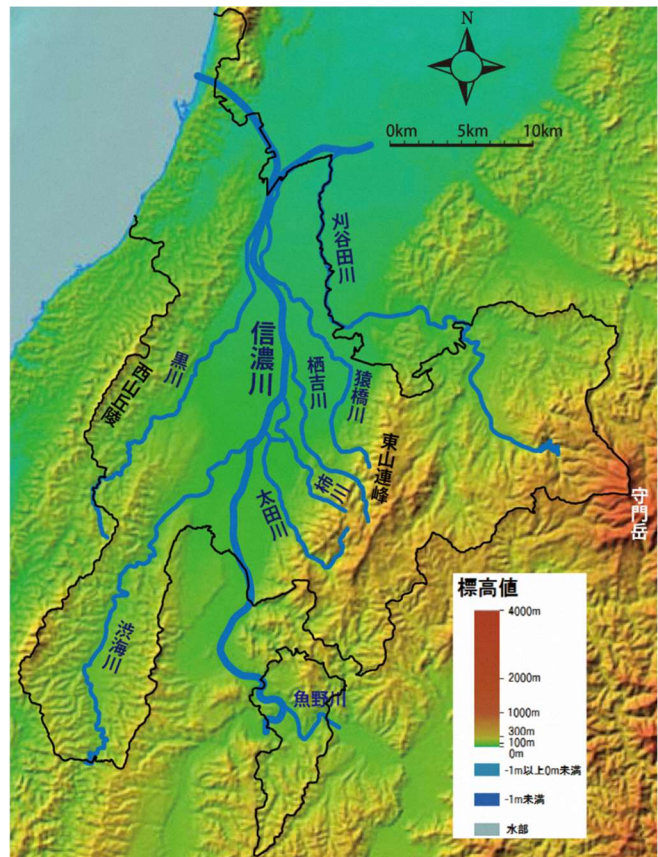 N
0km 5km 10km
刈谷田川
信濃川
黒川
西山丘陵
栖吉川
猿橋川
東山連峰
柿川
太田川
守門岳
渋海川
魚野川
標高値
4000m
2000m
1000m
300m
100m
0m
-1m以上0m未満
-1m未満
水部